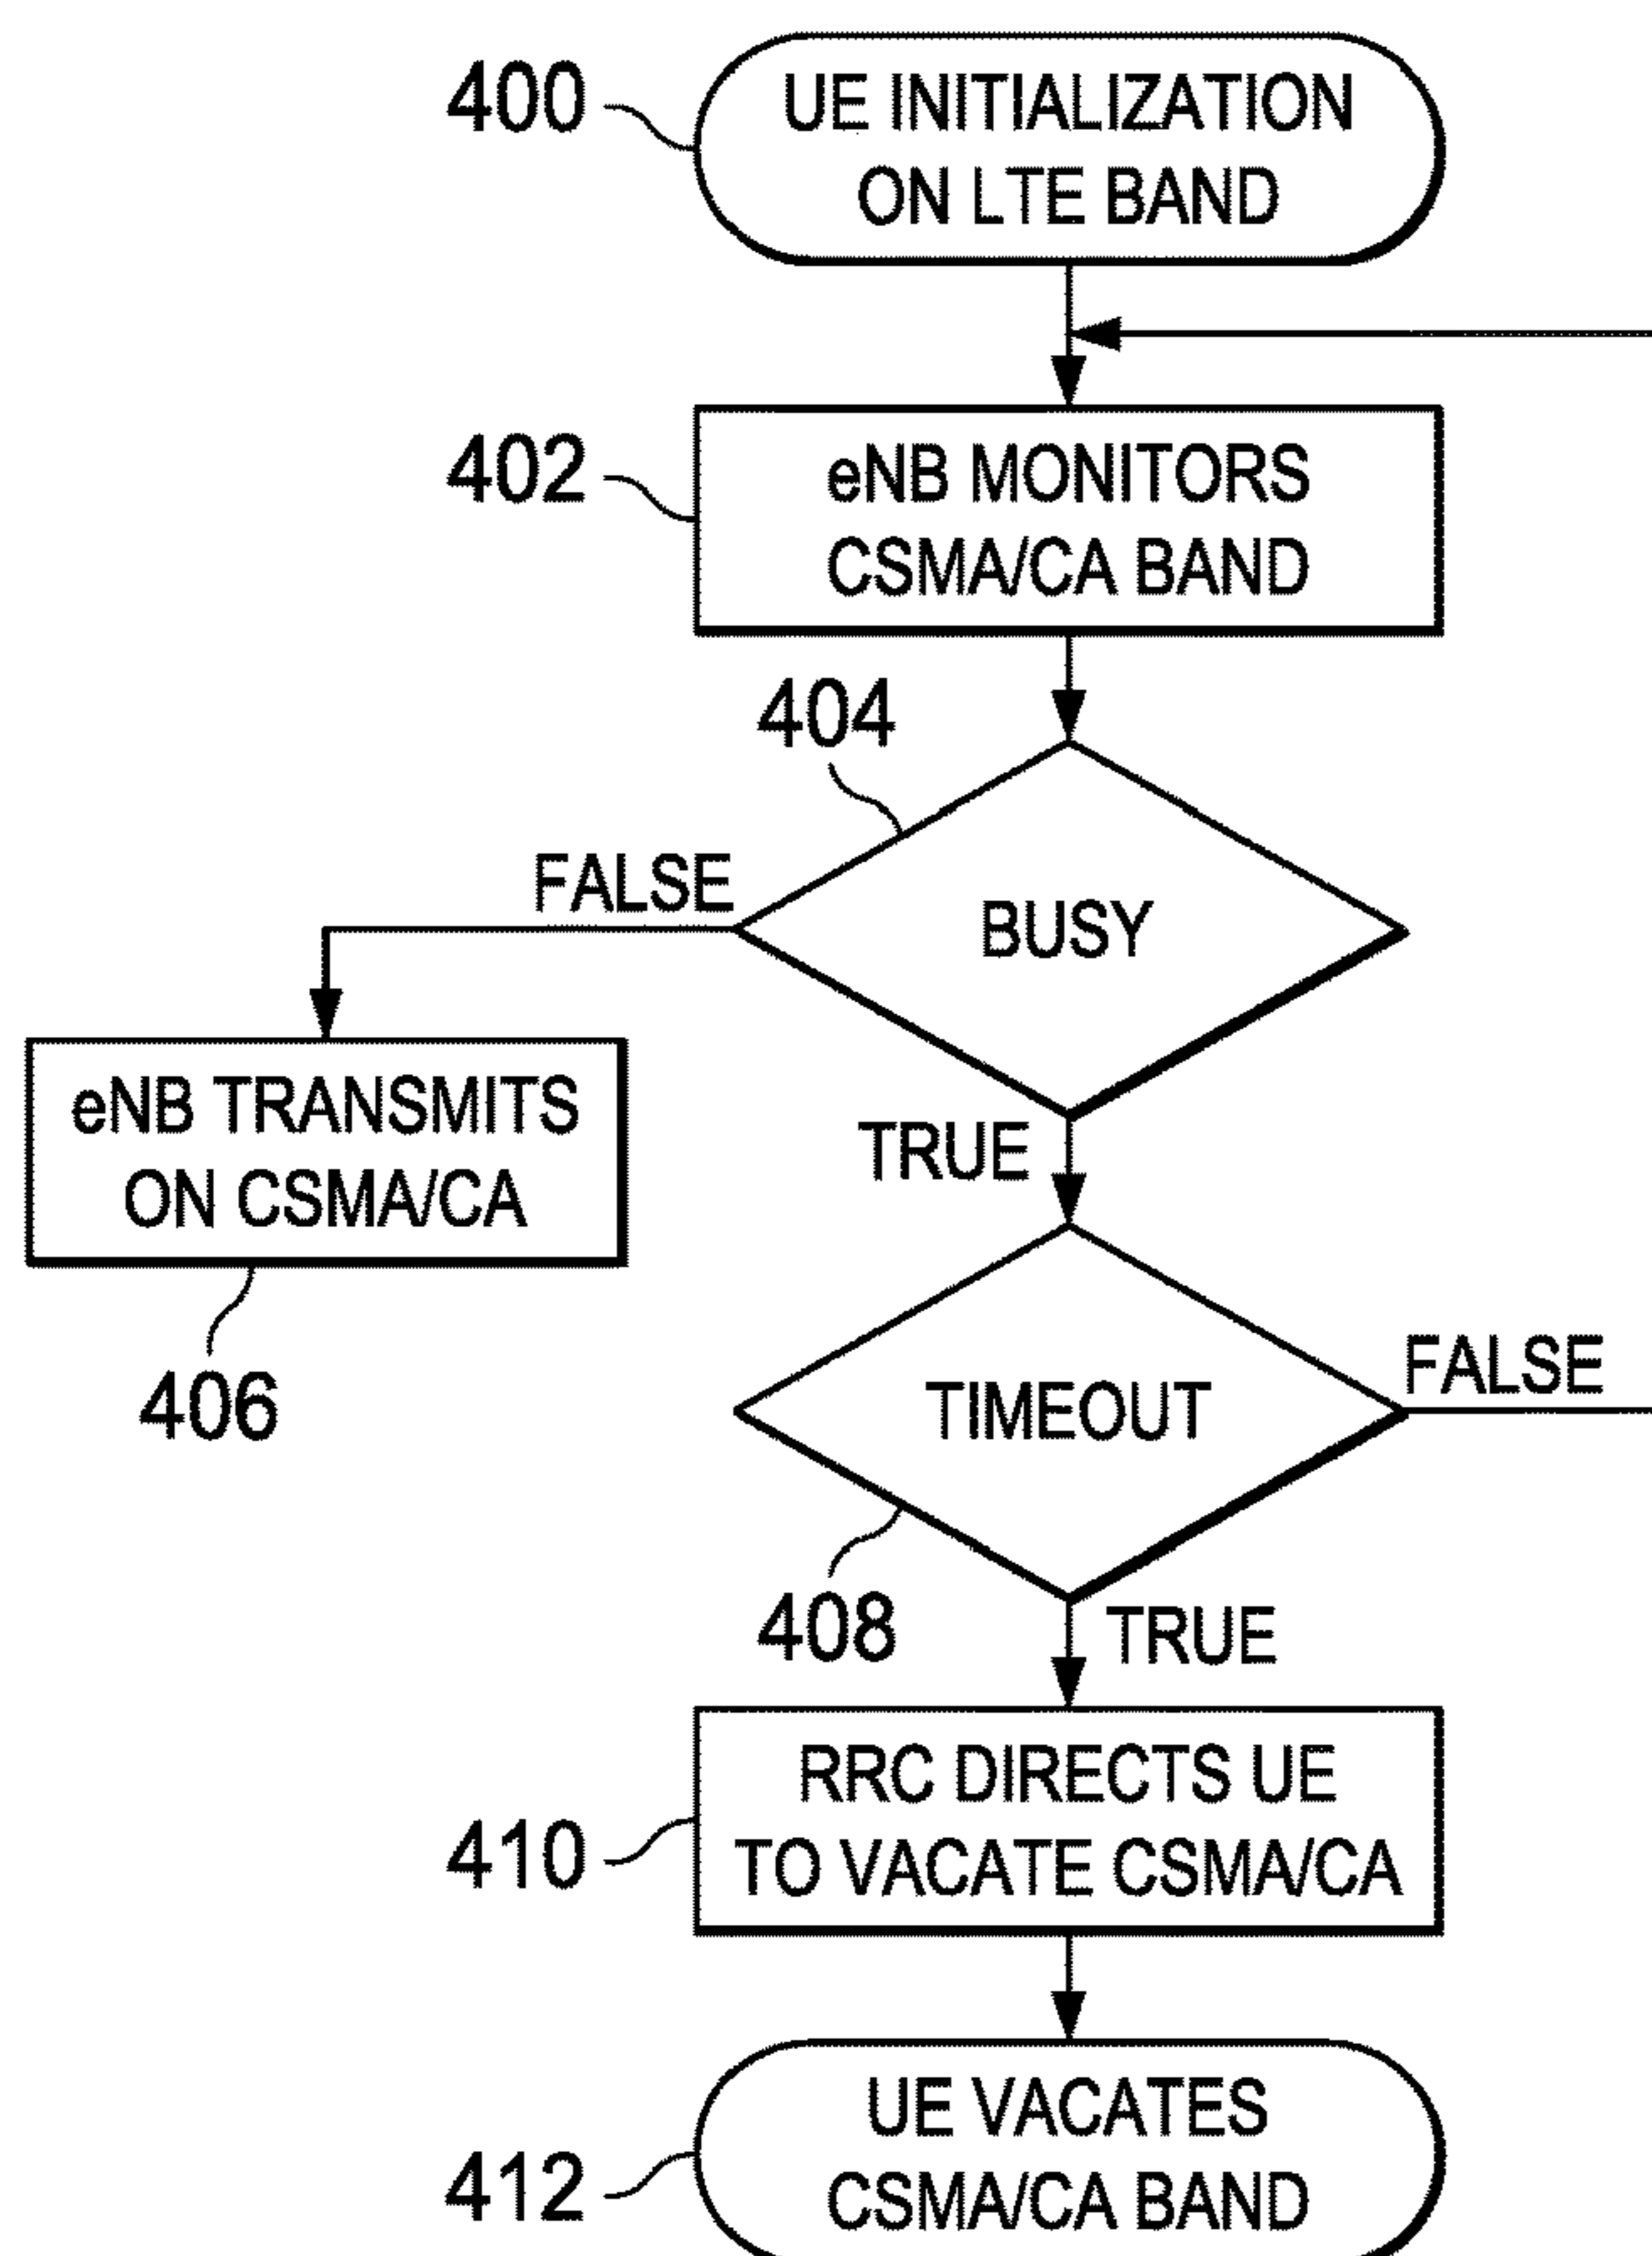 400
UE INITIALIZATION
ON LTE BAND
402
eNB MONITORS
CSMA/CA BAND
404
FALSE
BUSY
eNB TRANSMITS
ON CSMA/CA
406
TRUE
TIMEOUT
FALSE
408
TRUE
410
RRC DIRECTS UE
TO VACATE CSMA/CA
412
UE VACATES
CSMA/CA BAND